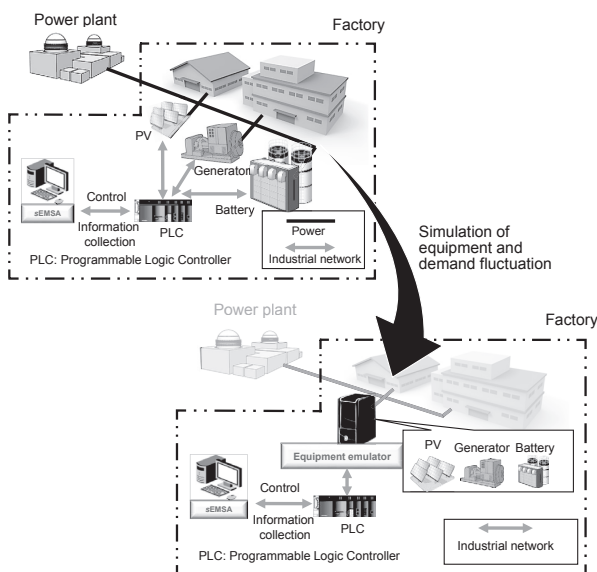 Power plant
Factory
PV
Generator
Battery
Control
sEMSA
Information
collection
PLC
Power
Industrial network
PLC: Programmable Logic Controller
Simulation of
equipment and
demand fluctuation
Power plant
Factory
Equipment emulator
PV Generator Battery
Control
sEMSA
Information
collection
PLC
Industrial network
PLC: Programmable Logic Controller